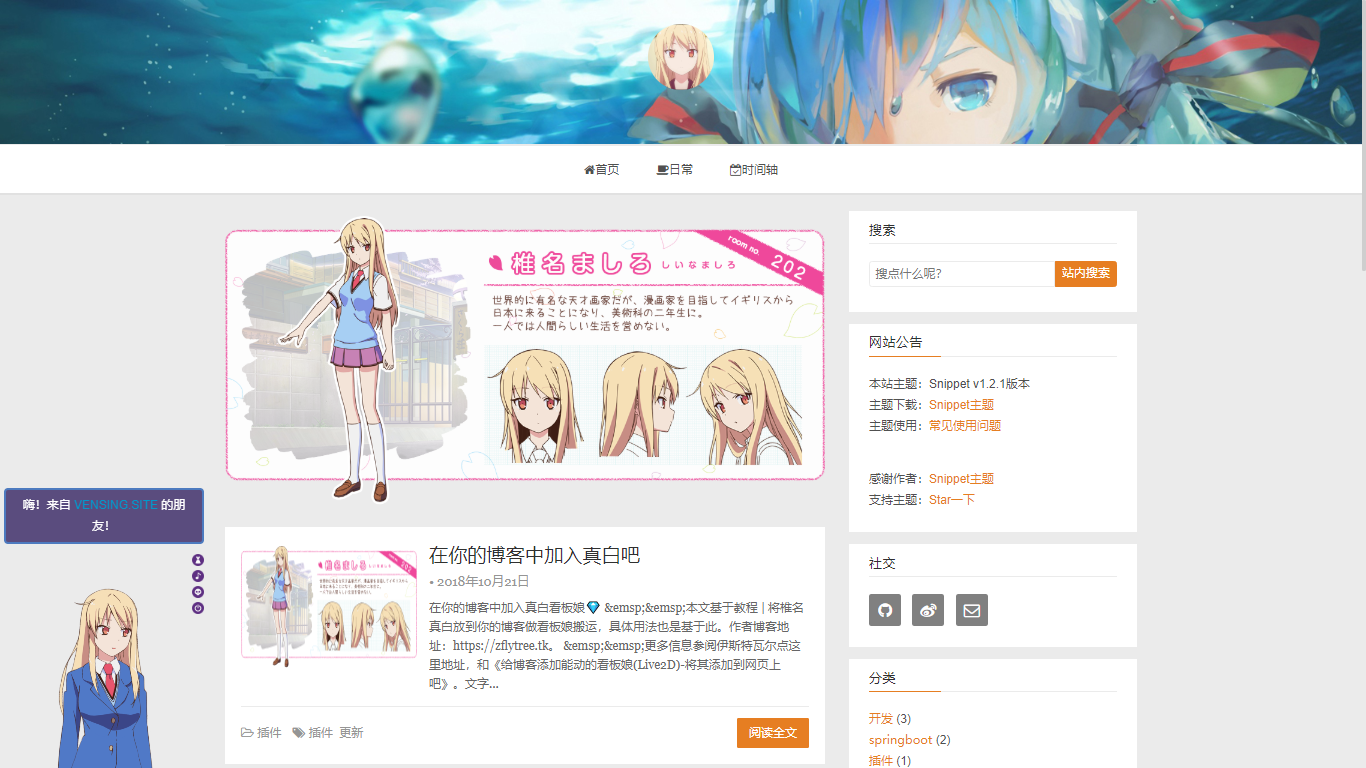 首页 日常 时间轴
room no. 202
椎名ましろ しいなましろ
世界的に有名な天才画家だが、漫画家を目指してイギリスから
日本に来ることになり、美術科の二年生に。
一人では人間らしい生活を営めない。
搜索
搜点什么呢?
站内搜索
网站公告
本站主题：Snippet v1.2.1版本
主题下载：Snippet主题
主题使用：常见使用问题
感谢作者：Snippet主题
支持主题：Star一下
社交
分类
开发 (3)
springboot (2)
插件 (1)
嗨！来自 VENSING SITE 的朋
友！
在你的博客中加入真白吧
• 2018年10月21日
在你的博客中加入真白看板娘💎 &emsp;&emsp;本文基于教程 | 将椎名
真白放到你的博客做看板娘搬运，具体用法也是基于此。作者博客地
址：https://zflytree.tk。 &emsp;&emsp;更多信息参阅伊斯特瓦尔点这
里地址，和《给博客添加能动的看板娘(Live2D)-将其添加到网页上
吧》。文字...
插件 插件 更新
阅读全文